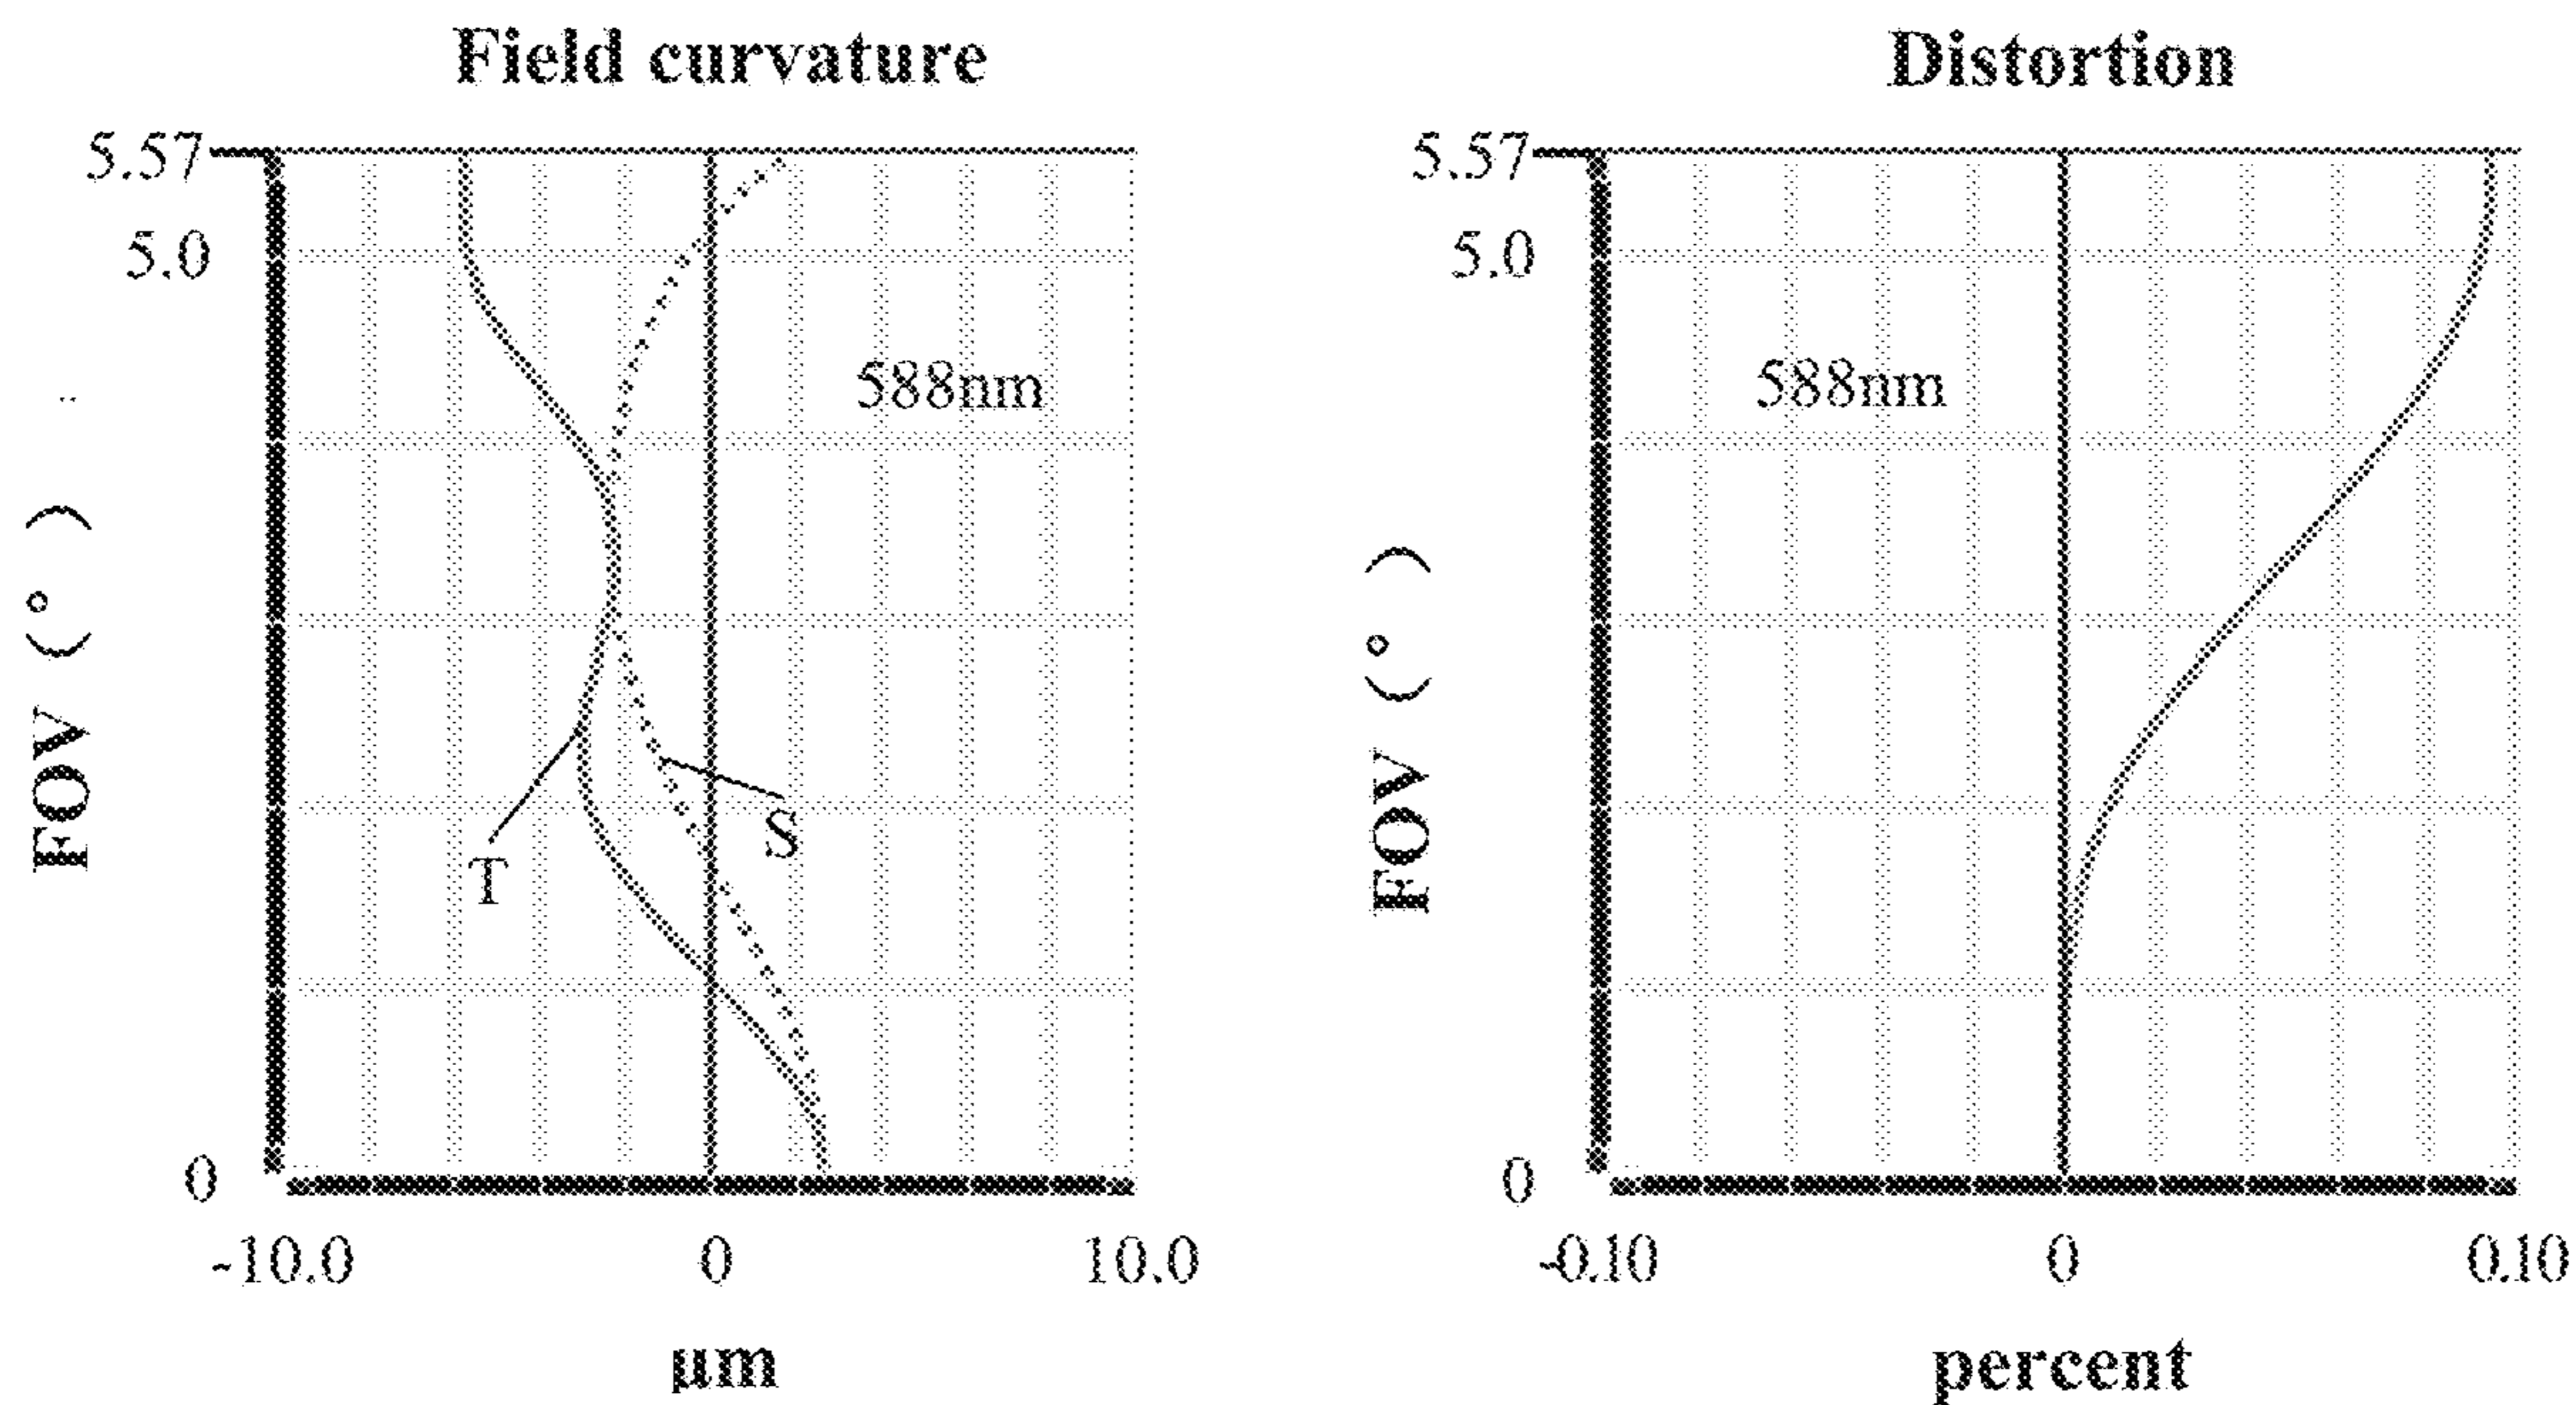 Field curvature
5.57
5.0
588nm
FOV (°)
T
S
0
-10.0 0 10.0
μm
Distortion
5.57
5.0
588nm
FOV (°)
0
-0.10 0 0.10
percent